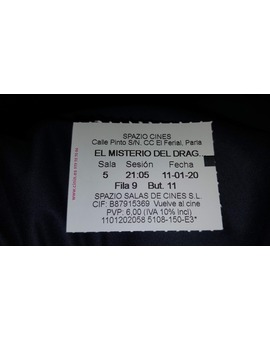 SPAZIO CINES
Calle Pinto S/N, CC El Ferial, Parla
EL MISTERIO DEL DRAG..
Sala Sesión Fecha
5 21:05 11-01-20
Fila 9 But. 11
SPAZIO SALAS DE CINES S.L.
CIF: B87915369 Vuelve al cine
PVP: 6,00 (IVA 10% Incl)
1101202058 5108-150-E3*